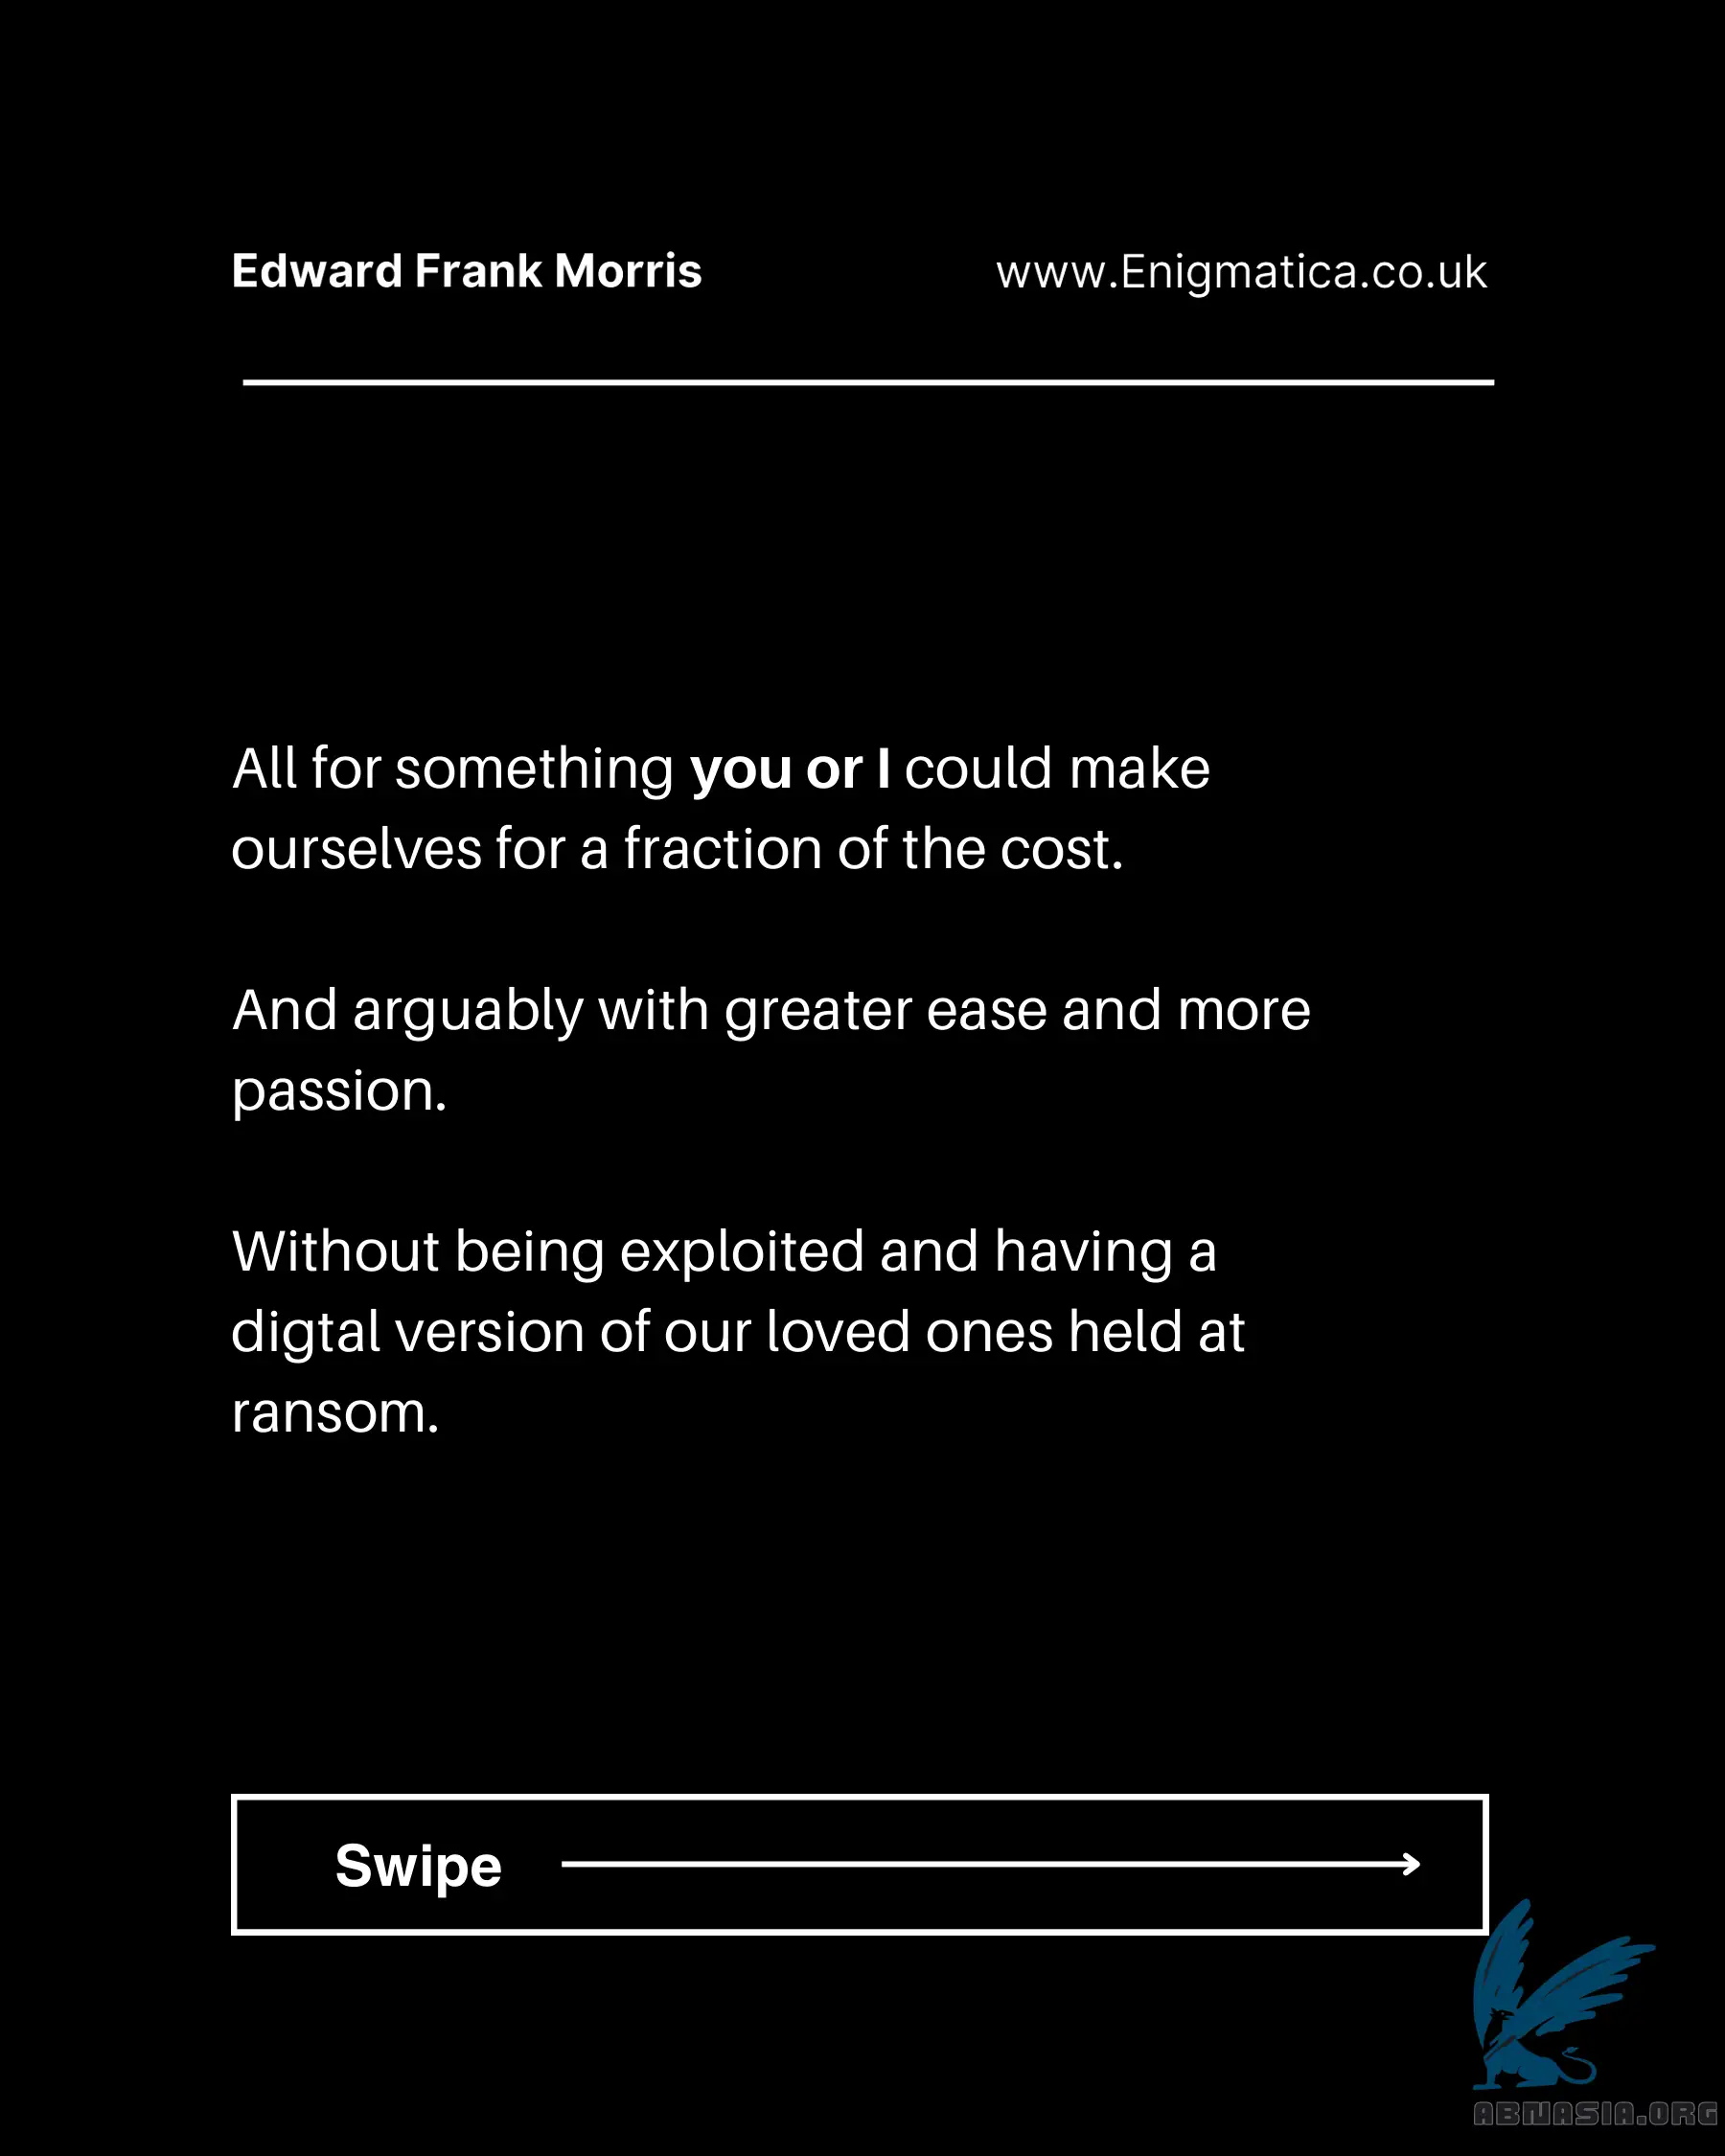 Edward Frank Morris
www.Enigmatica.co.uk
All for something you or I could make
ourselves for a fraction of the cost.
And arguably with greater ease and more
passion.
Without being exploited and having a
digtal version of our loved ones held at
ransom.
Swipe
ABNASIA.ORG